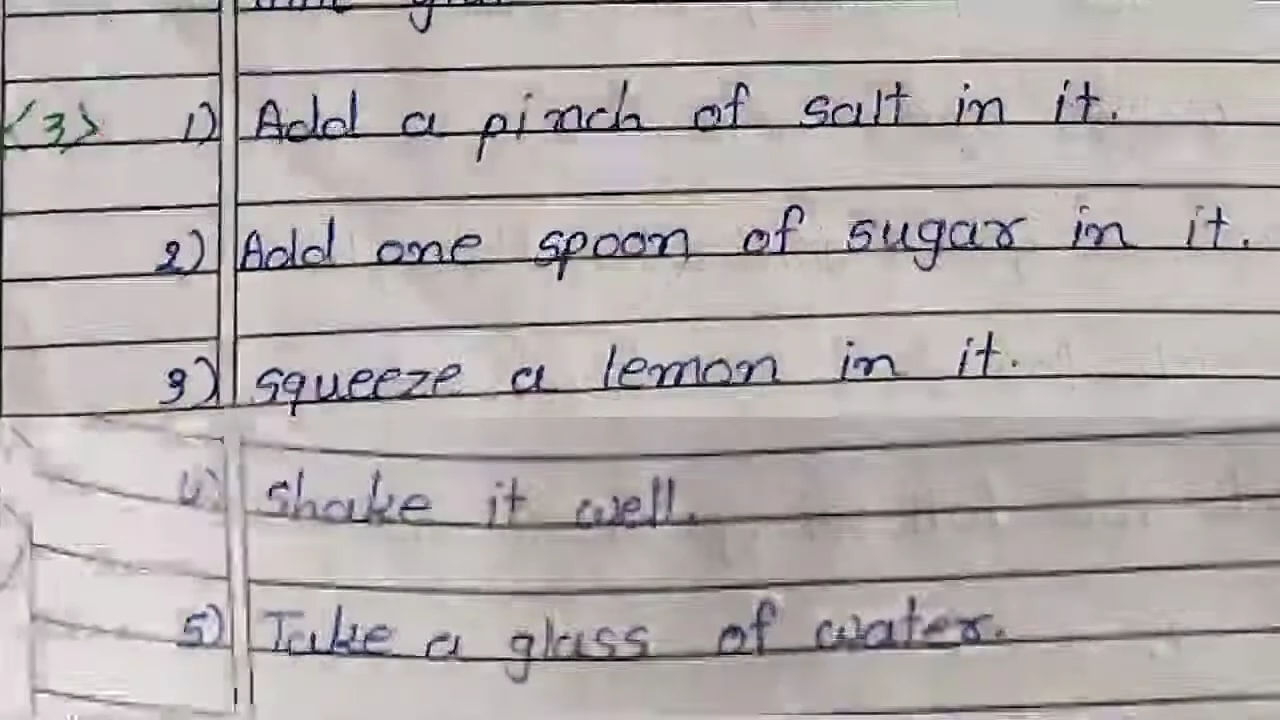 <3> 1) Add a pinch of salt in it.
2) Add one spoon of sugar in it.
3) squeeze a lemon in it.
4) Shake it well.
5) Take a glass of water.